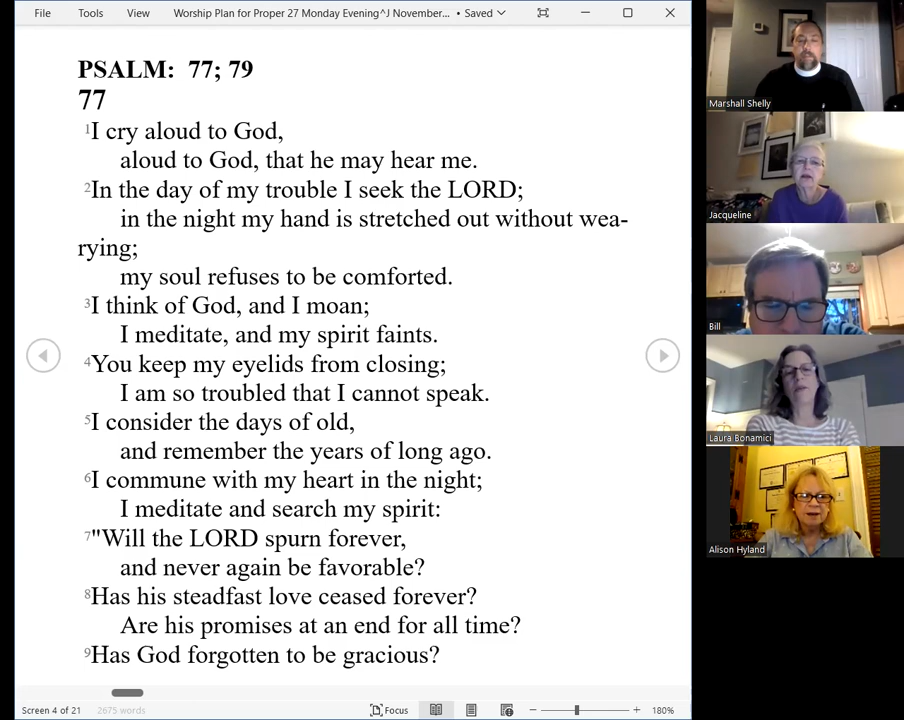 File Tools View Worship Plan for Proper 27 Monday Evening^J November... • Saved
PSALM: 77; 79
77
1I cry aloud to God,
aloud to God, that he may hear me.
2In the day of my trouble I seek the LORD;
in the night my hand is stretched out without wea-
rying;
my soul refuses to be comforted.
3I think of God, and I moan;
I meditate, and my spirit faints.
4You keep my eyelids from closing;
I am so troubled that I cannot speak.
5I consider the days of old,
and remember the years of long ago.
6I commune with my heart in the night;
I meditate and search my spirit:
7"Will the LORD spurn forever,
and never again be favorable?
8Has his steadfast love ceased forever?
Are his promises at an end for all time?
9Has God forgotten to be gracious?
Screen 4 of 21 2675 words Focus 180%
Marshall Shelly
Jacqueline
Bill
Laura Bonamici
Alison Hyland